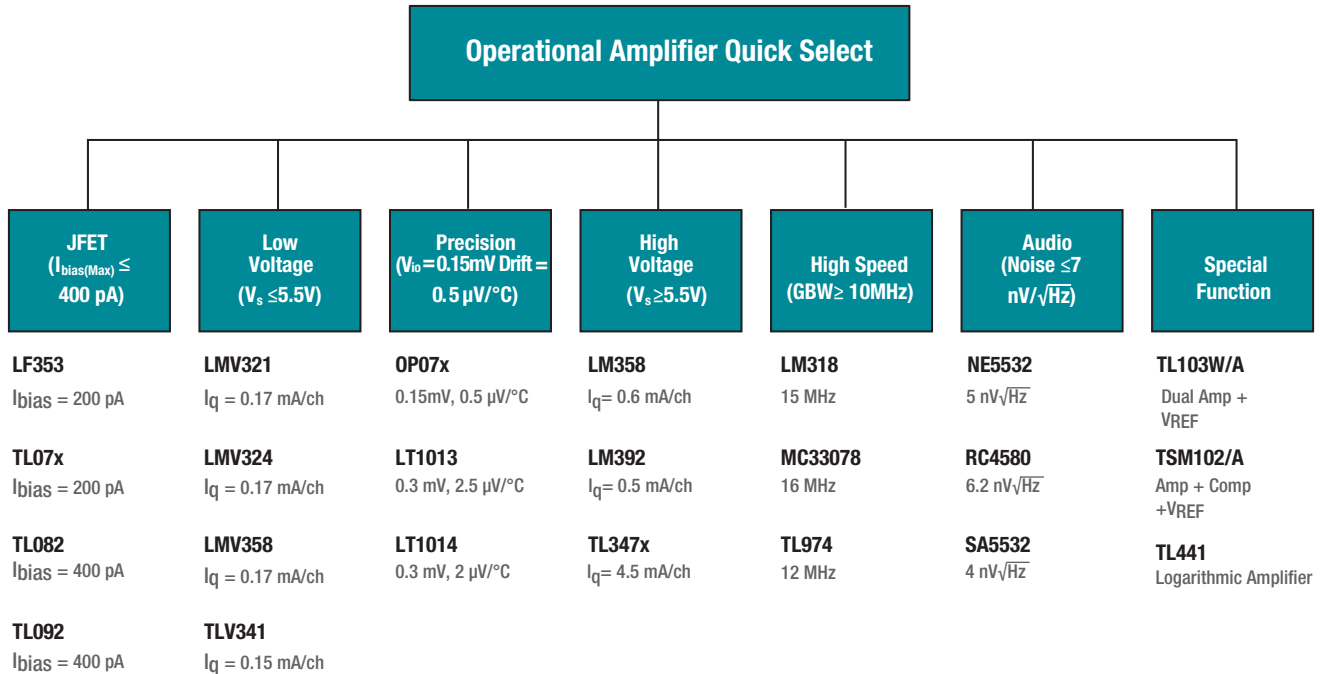 Operational Amplifier Quick Select
JFET
(Ibias(Max) ≤
400 pA)
Low
Voltage
(Vs ≤5.5V)
Precision
(Vio=0.15mV Drift=
0.5 µV/°C)
High
Voltage
(Vs≥5.5V)
High Speed
(GBW≥ 10MHz)
Audio
(Noise ≤7
nV/√Hz)
Special
Function
LF353
Ibias = 200 pA
TL07x
Ibias = 200 pA
TL082
Ibias = 400 pA
TL092
Ibias = 400 pA
LMV321
Iq = 0.17 mA/ch
LMV324
Iq = 0.17 mA/ch
LMV358
Iq = 0.17 mA/ch
TLV341
Iq = 0.15 mA/ch
OP07x
0.15mV, 0.5 µV/°C
LT1013
0.3 mV, 2.5 µV/°C
LT1014
0.3 mV, 2 µV/°C
LM358
Iq= 0.6 mA/ch
LM392
Iq= 0.5 mA/ch
TL347x
Iq= 4.5 mA/ch
LM318
15 MHz
MC33078
16 MHz
TL974
12 MHz
NE5532
5 nV√Hz
RC4580
6.2 nV√Hz
SA5532
4 nV√Hz
TL103W/A
Dual Amp +
VREF
TSM102/A
Amp + Comp
+VREF
TL441
Logarithmic Amplifier